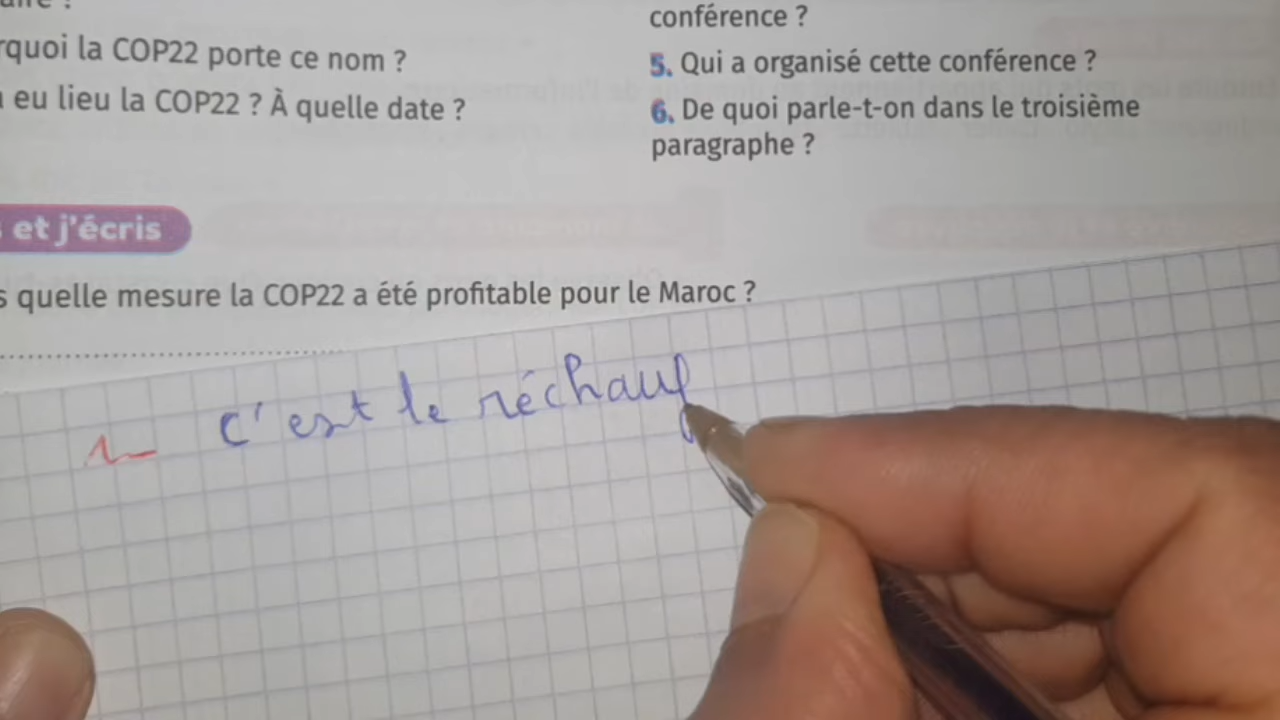 conférence ?
rquoi la COP22 porte ce nom ?
5. Qui a organisé cette conférence ?
eu lieu la COP22 ? À quelle date ?
6. De quoi parle-t-on dans le troisième
paragraphe ?
et j'écris
s quelle mesure la COP22 a été profitable pour le Maroc ?
1- c'est le réchauf